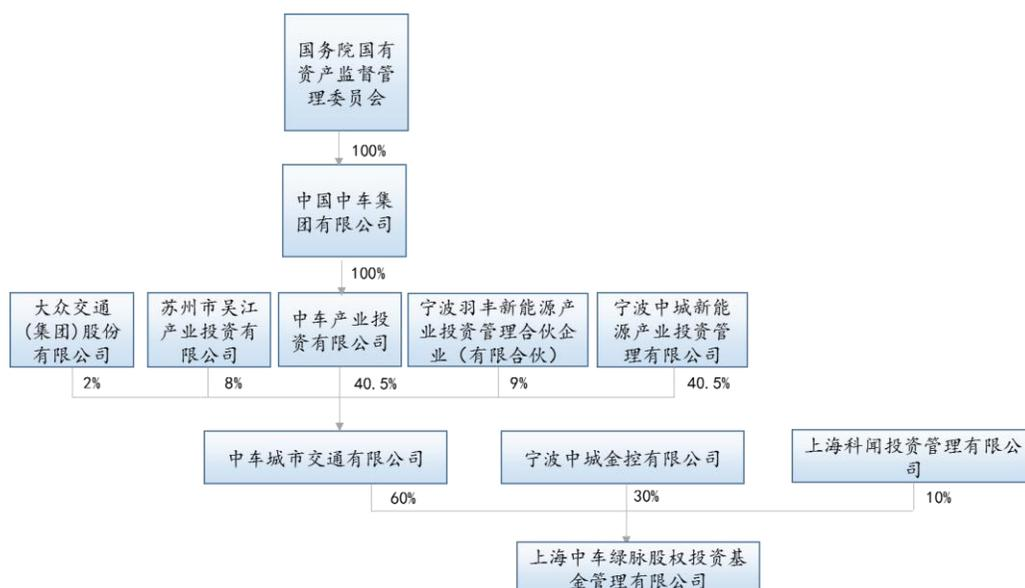 国务院国有
资产监督管
理委员会
100%
中国中车集
团有限公司
100%
大众交通
(集团)股份
有限公司
苏州市吴江
产业投资有
限公司
中车产业投
资有限公司
宁波羽丰新能源产
业投资管理合伙企
业（有限合伙）
宁波中城新能
源产业投资管
理有限公司
2%
8%
40.5%
9%
40.5%
中车城市交通有限公司
宁波中城金控有限公司
上海科闻投资管理有限公
司
60%
30%
10%
上海中车绿脉股权投资基
金管理有限公司